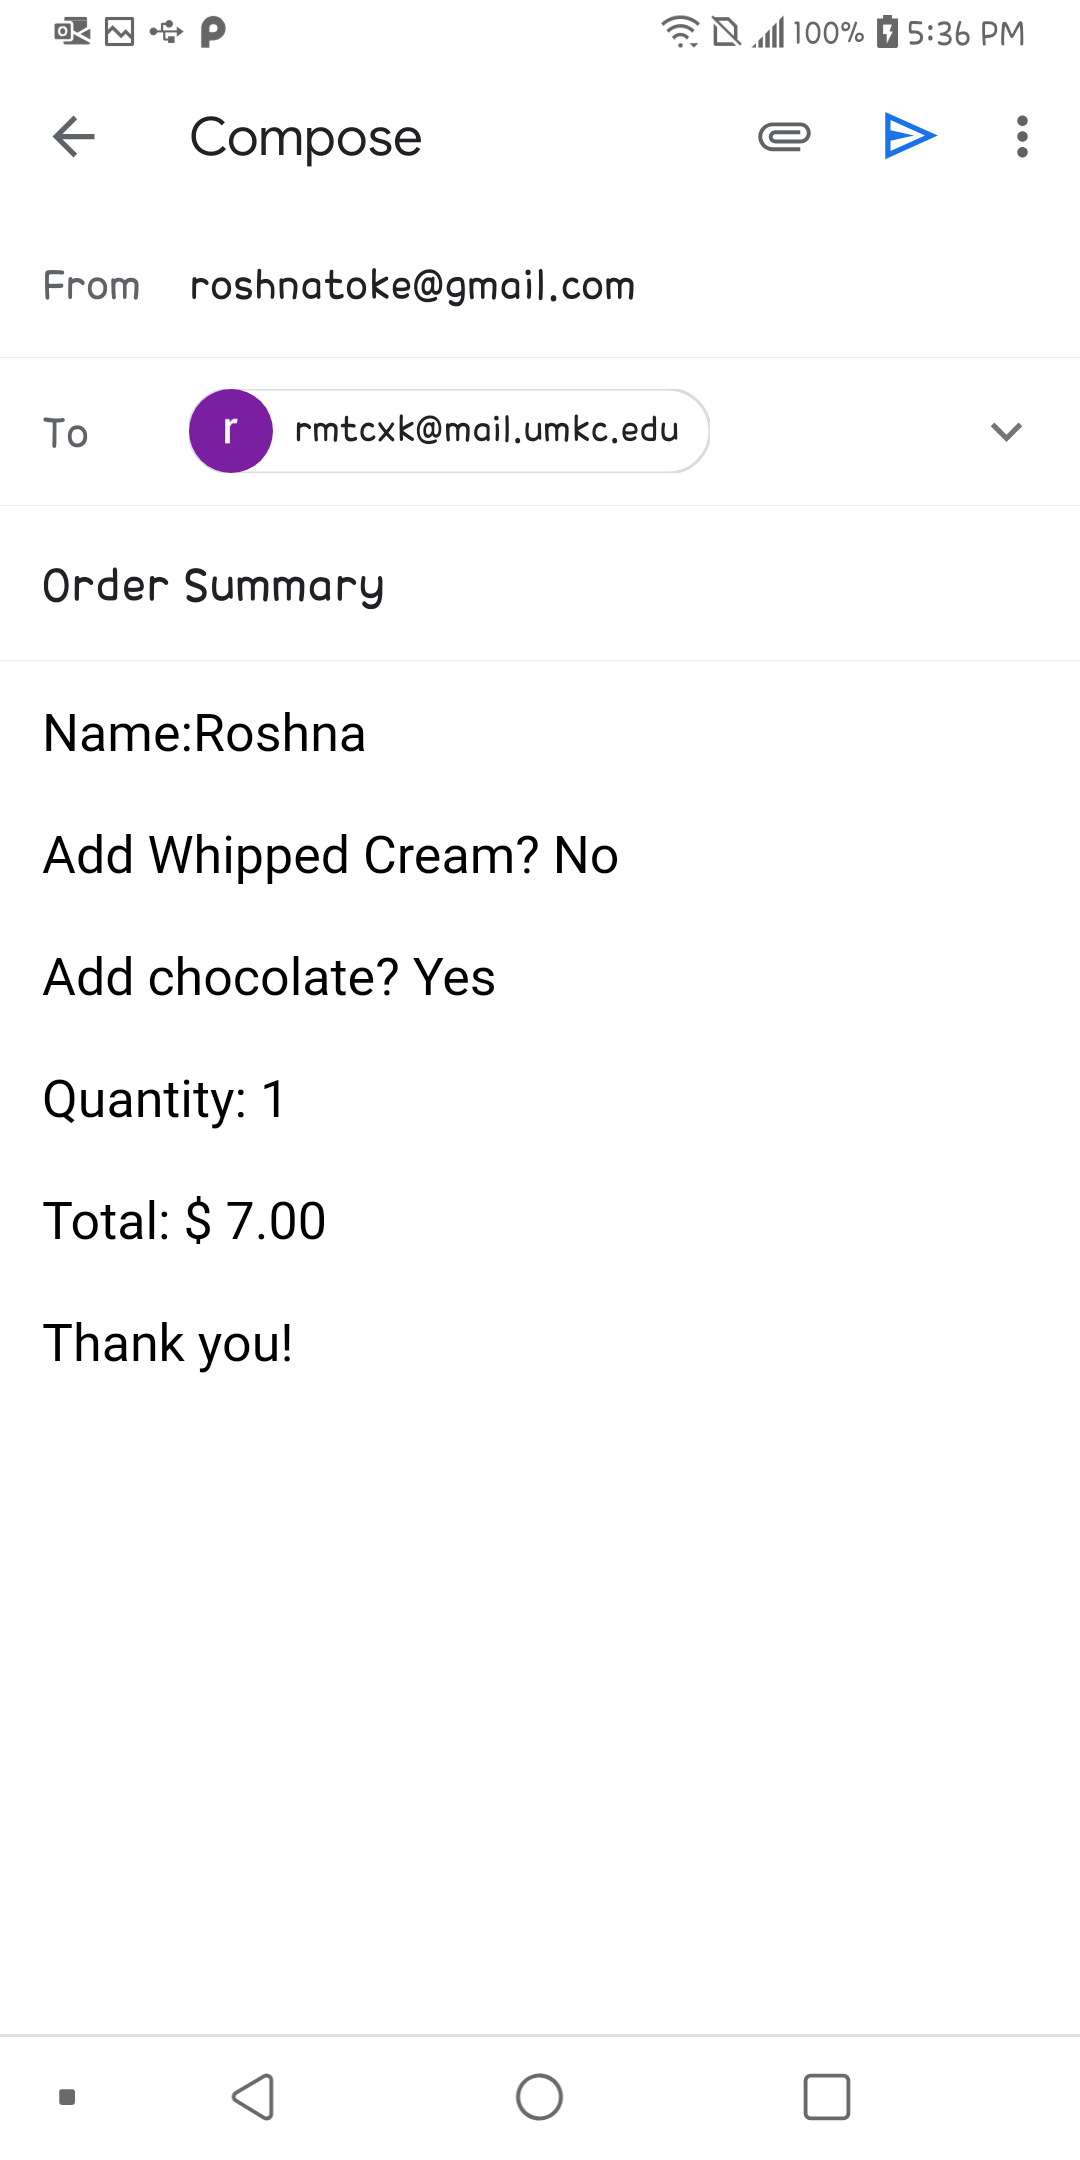 100% 5:36 PM
Compose
From roshnatoke@gmail.com
To r rmtcxk@mail.umkc.edu
Order Summary
Name:Roshna
Add Whipped Cream? No
Add chocolate? Yes
Quantity: 1
Total: $ 7.00
Thank you!